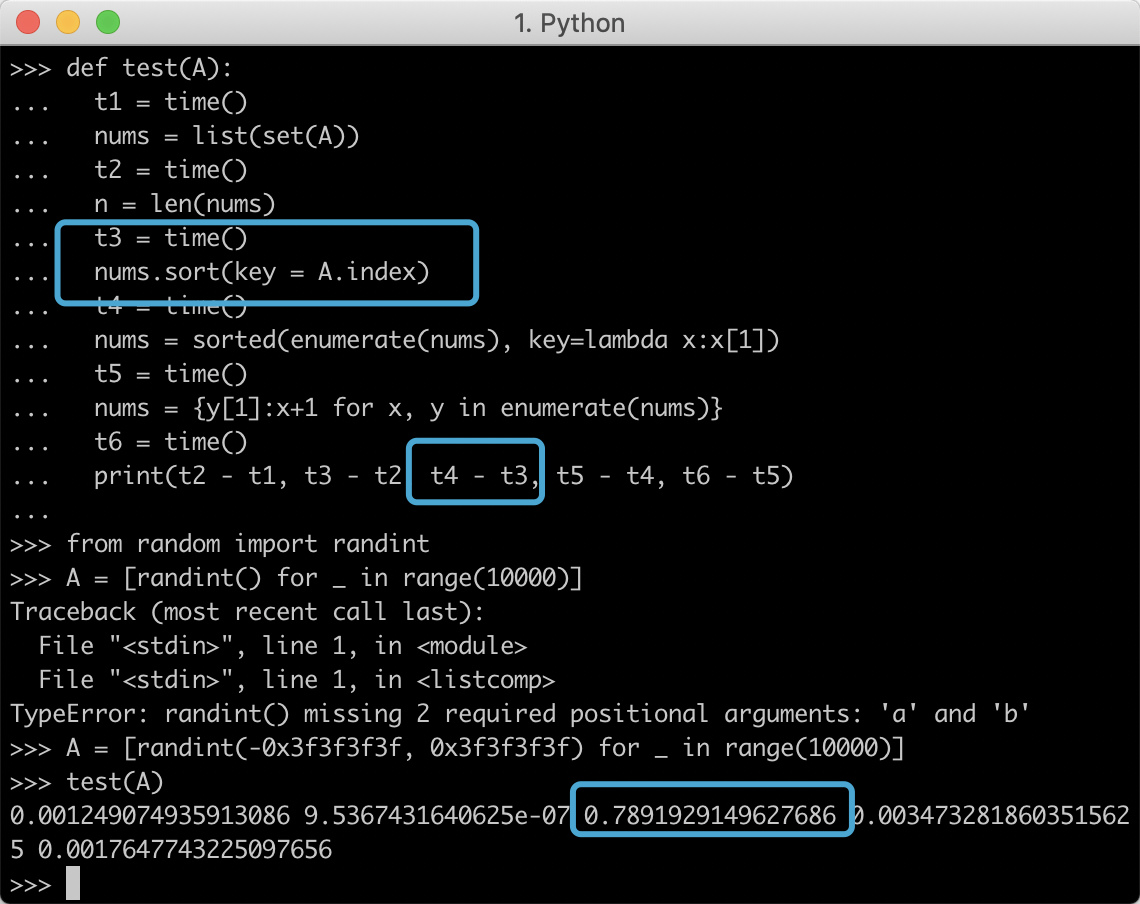 1. Python
>>> def test(A):
...   t1 = time()
...   nums = list(set(A))
...   t2 = time()
...   n = len(nums)
...   t3 = time()
...   nums.sort(key = A.index)
...   t4 = time()
...   nums = sorted(enumerate(nums), key=lambda x:x[1])
...   t5 = time()
...   nums = {y[1]:x+1 for x, y in enumerate(nums)}
...   t6 = time()
...   print(t2 - t1, t3 - t2, t4 - t3, t5 - t4, t6 - t5)
...
>>> from random import randint
>>> A = [randint() for _ in range(10000)]
Traceback (most recent call last):
  File "<stdin>", line 1, in <module>
  File "<stdin>", line 1, in <listcomp>
TypeError: randint() missing 2 required positional arguments: 'a' and 'b'
>>> A = [randint(-0x3f3f3f3f, 0x3f3f3f3f) for _ in range(10000)]
>>> test(A)
0.001249074935913086 9.5367431640625e-07 0.7891929149627686 0.003473281860351562
5 0.0017647743225097656
>>>